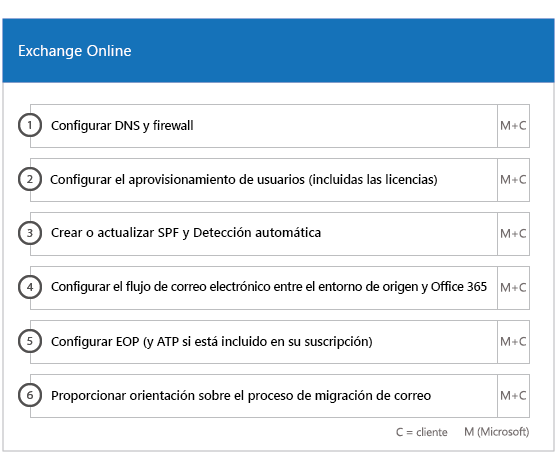 Exchange Online
1 Configurar DNS y firewall M+C
2 Configurar el aprovisionamiento de usuarios (incluidas las licencias) M+C
3 Crear o actualizar SPF y Detección automática M+C
4 Configurar el flujo de correo electrónico entre el entorno de origen y Office 365 M+C
5 Configurar EOP (y ATP si está incluido en su suscripción) M+C
6 Proporcionar orientación sobre el proceso de migración de correo M+C
C = cliente M (Microsoft)